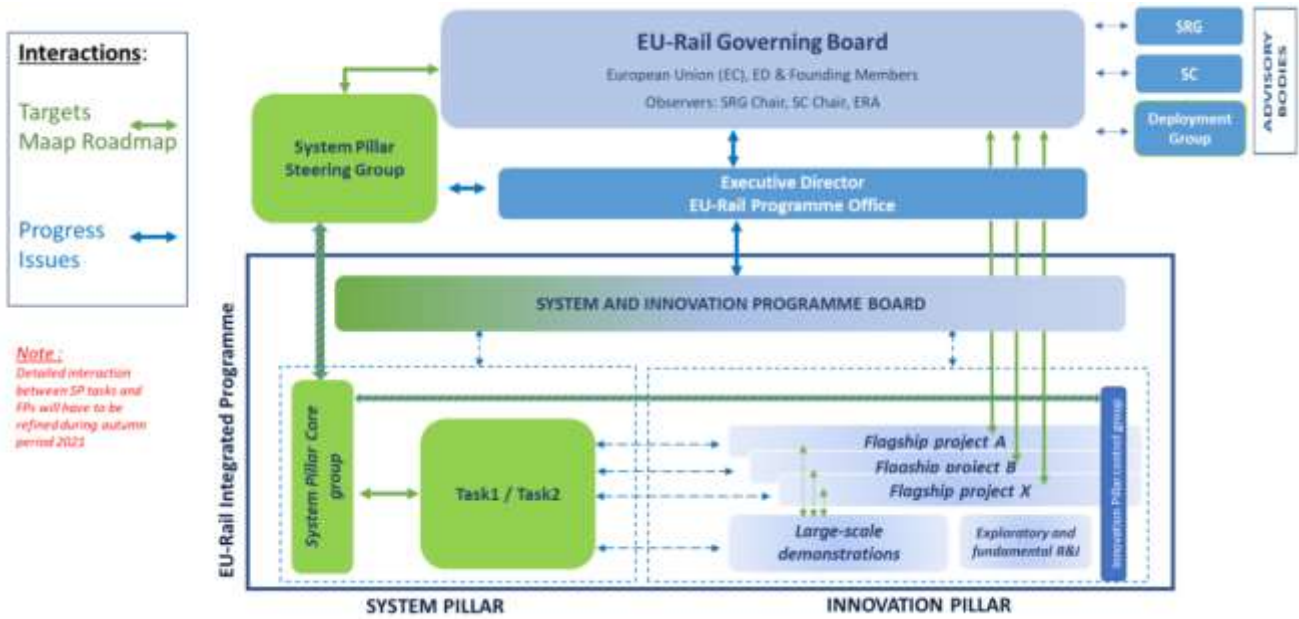 Interactions:
Targets
Maap Roadmap
Progress
Issues
Note :
Detailed interaction
between SP tasks and
FPs will have to be
refined during autumn
period 2021
EU-Rail Governing Board
European Union (EC), ED & Founding Members
Observers: SRG Chair, SC Chair, ERA
SRG
SC
Deployment
Group
ADVISORY
BODIES
System Pillar
Steering Group
Executive Director
EU-Rail Programme Office
EU-Rail Integrated Programme
SYSTEM AND INNOVATION PROGRAMME BOARD
System Pillar Core
group
Task1 / Task2
Flagship project A
Flagship project B
Flagship project X
Large-scale
demonstrations
Exploratory and
fundamental R&I
Innovation Pillar control group
SYSTEM PILLAR
INNOVATION PILLAR